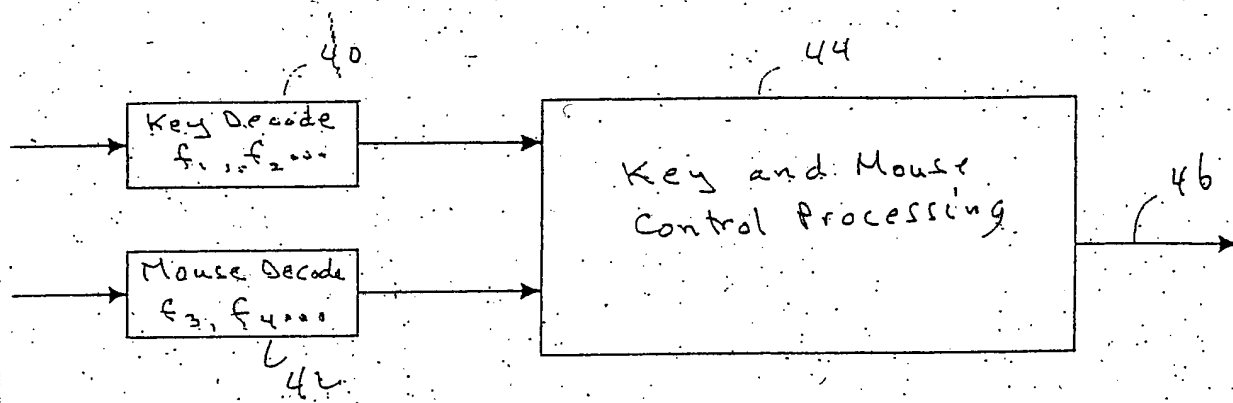 40
44
Key Decode
f₁, f₂...
Key and Mouse
Control Processing
46
Mouse Decode
f₃, f₄...
42